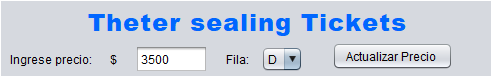 Theter sealing Tickets
Ingrese precio: $ 3500 Fila: D Actualizar Precio